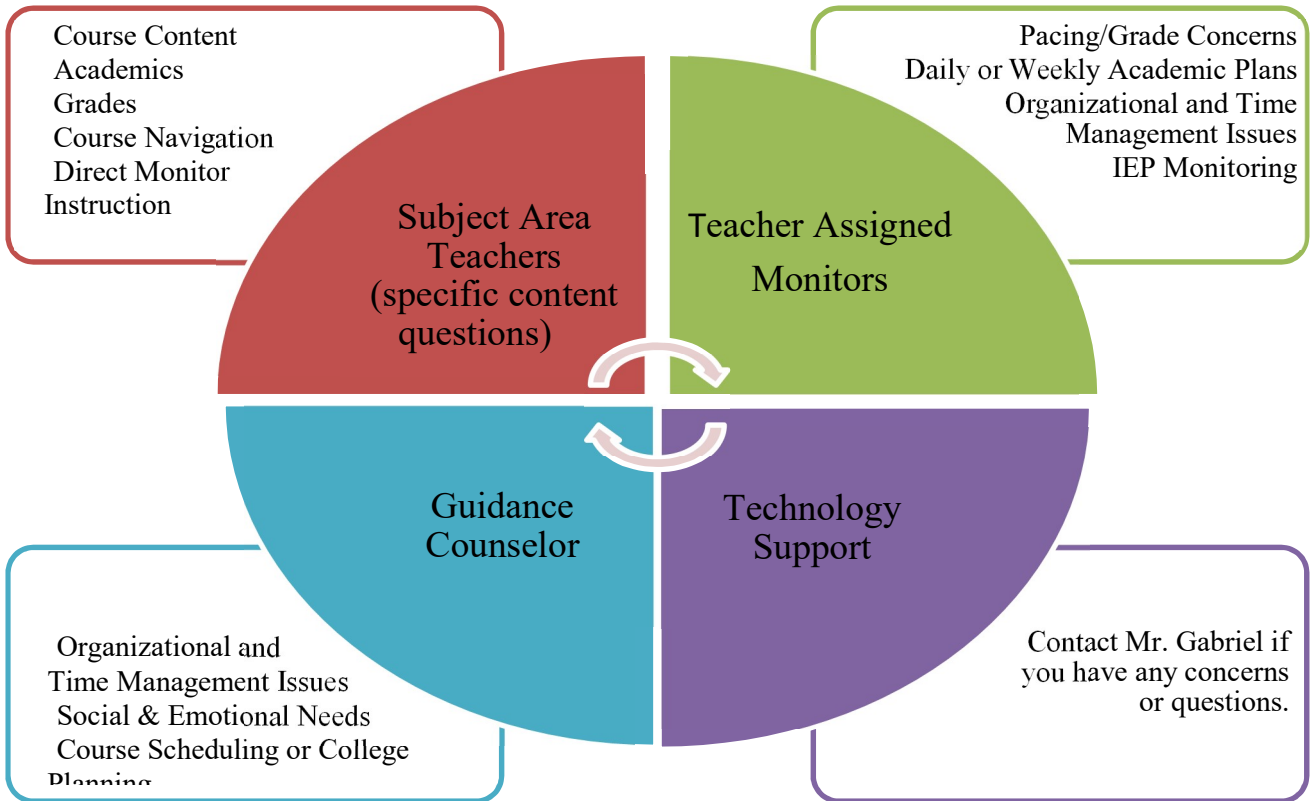 Course Content
Academics
Grades
Course Navigation
Direct Monitor
Instruction
Subject Area
Teachers
(specific content
questions)
Pacing/Grade Concerns
Daily or Weekly Academic Plans
Organizational and Time
Management Issues
IEP Monitoring
Teacher Assigned
Monitors
Guidance
Counselor
Organizational and
Time Management Issues
Social & Emotional Needs
Course Scheduling or College
Planning
Technology
Support
Contact Mr. Gabriel if
you have any concerns
or questions.